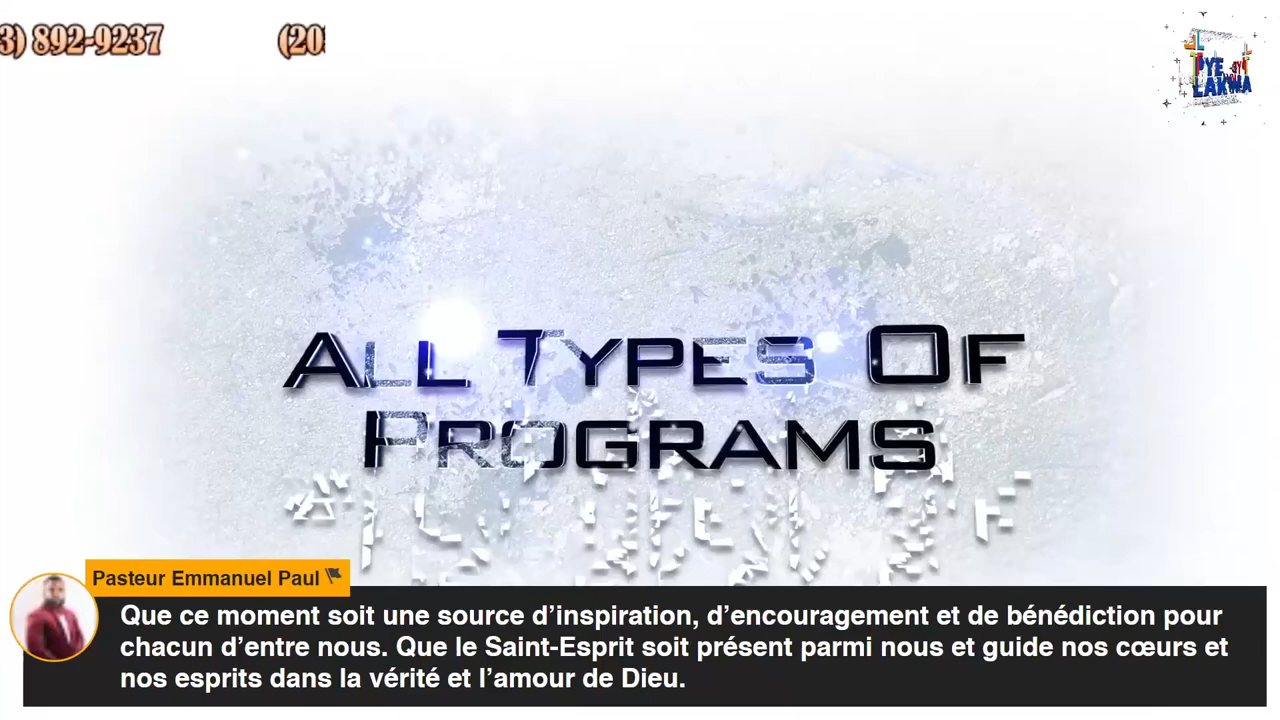 3) 892-9237 (20
PYE
LAKWA
ALL TYPES OF
PROGRAMS
Pasteur Emmanuel Paul
Que ce moment soit une source d’inspiration, d’encouragement et de bénédiction pour
chacun d’entre nous. Que le Saint-Esprit soit présent parmi nous et guide nos cœurs et
nos esprits dans la vérité et l’amour de Dieu.